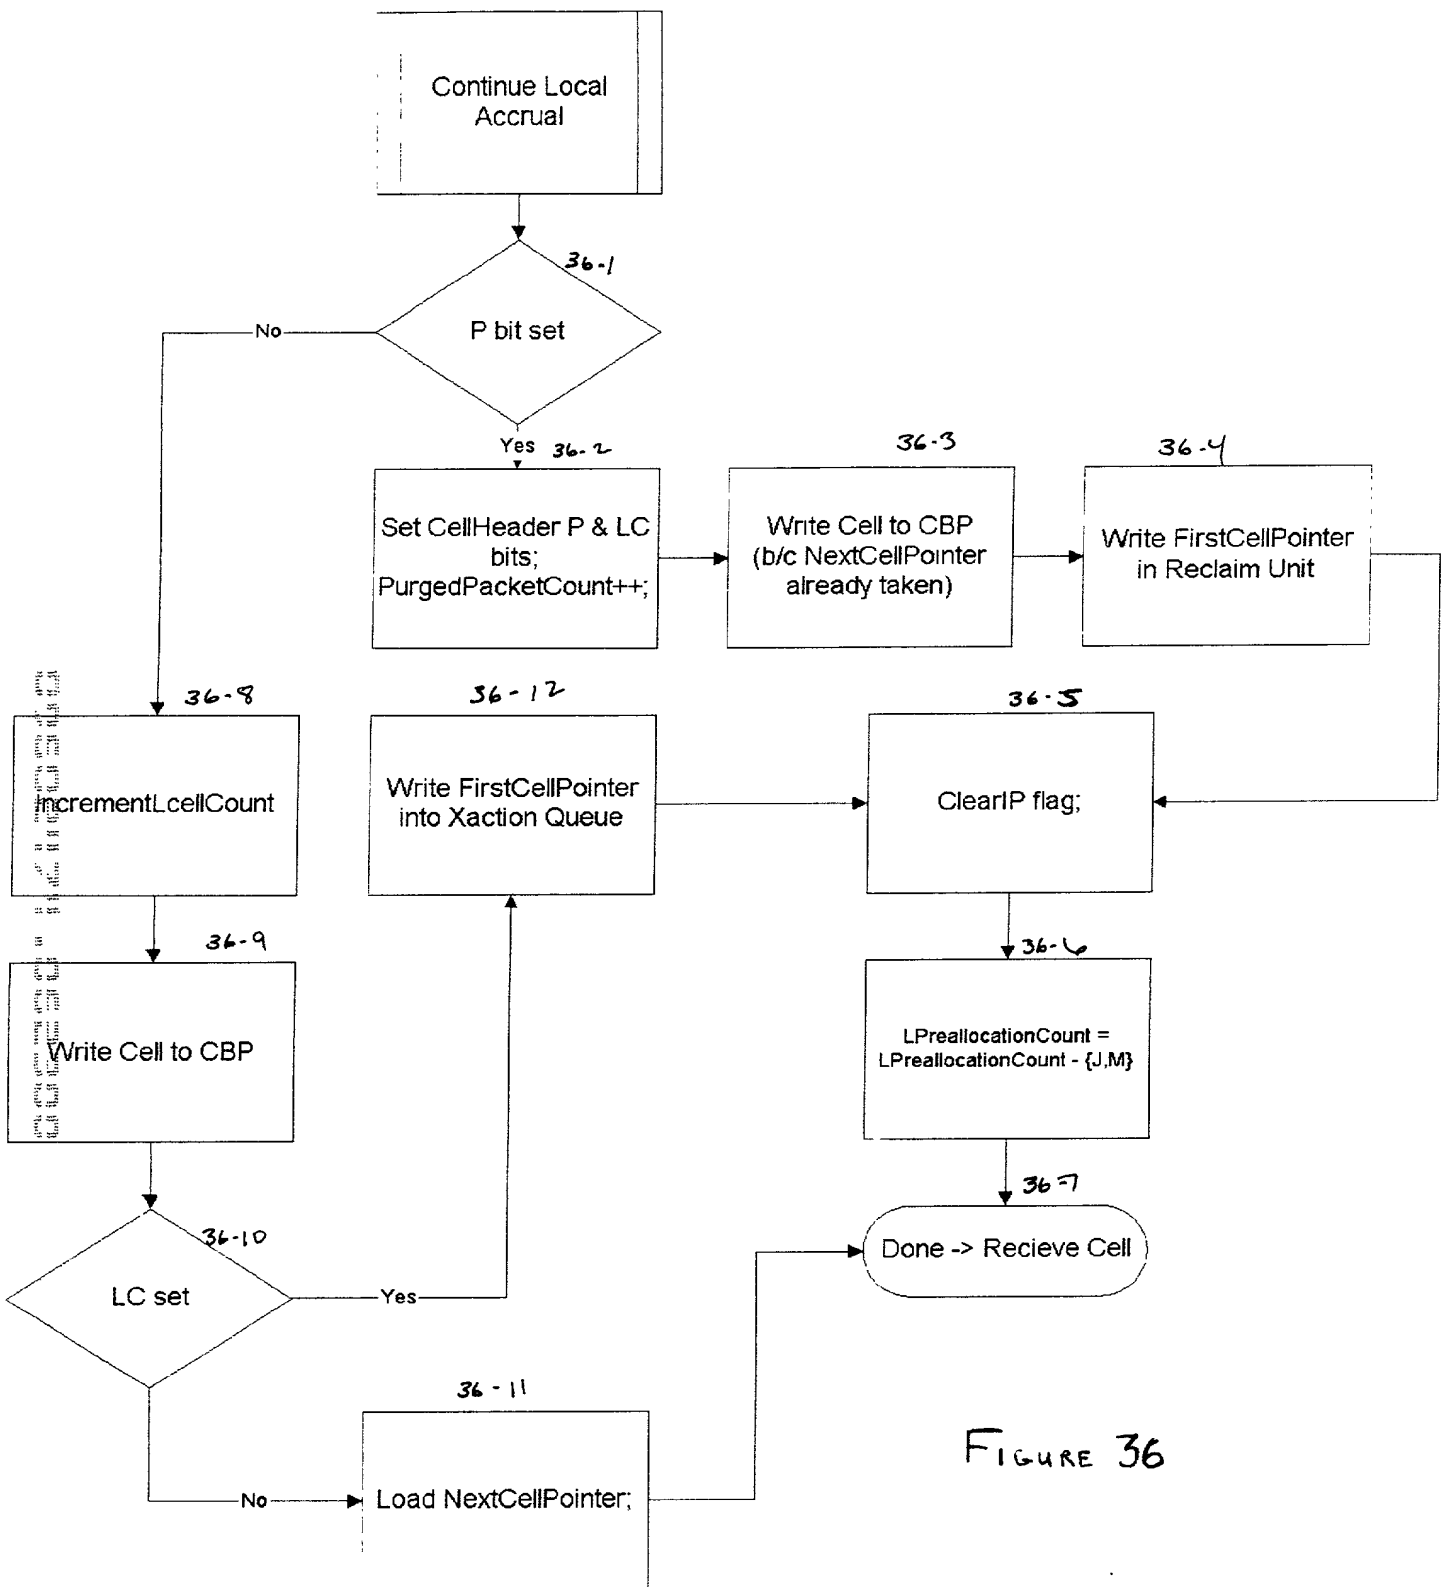 Continue Local
Accrual
36-1
P bit set
No
Yes
36-2
36-3
36-4
Set CellHeader P & LC
bits;
PurgedPacketCount++;
Write Cell to CBP
(b/c NextCellPointer
already taken)
Write FirstCellPointer
in Reclaim Unit
36-8
36-12
36-5
IncrementLcellCount
Write FirstCellPointer
into Xaction Queue
ClearIP flag;
36-9
36-6
Write Cell to CBP
LPreallocationCount =
LPreallocationCount - {J,M}
36-7
36-10
LC set
Yes
Done -> Recieve Cell
36-11
No
Load NextCellPointer;
FIGURE 36